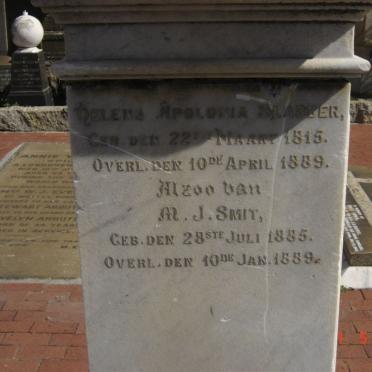 Helena Apolonia
Geb. den 22ste Maart 1815.
Overl. den 10de April 1889.
Alzoo van
M. J. Smit,
Geb. den 28ste Juli 1885.
Overl. den 10de Jan. 1889.
Annie